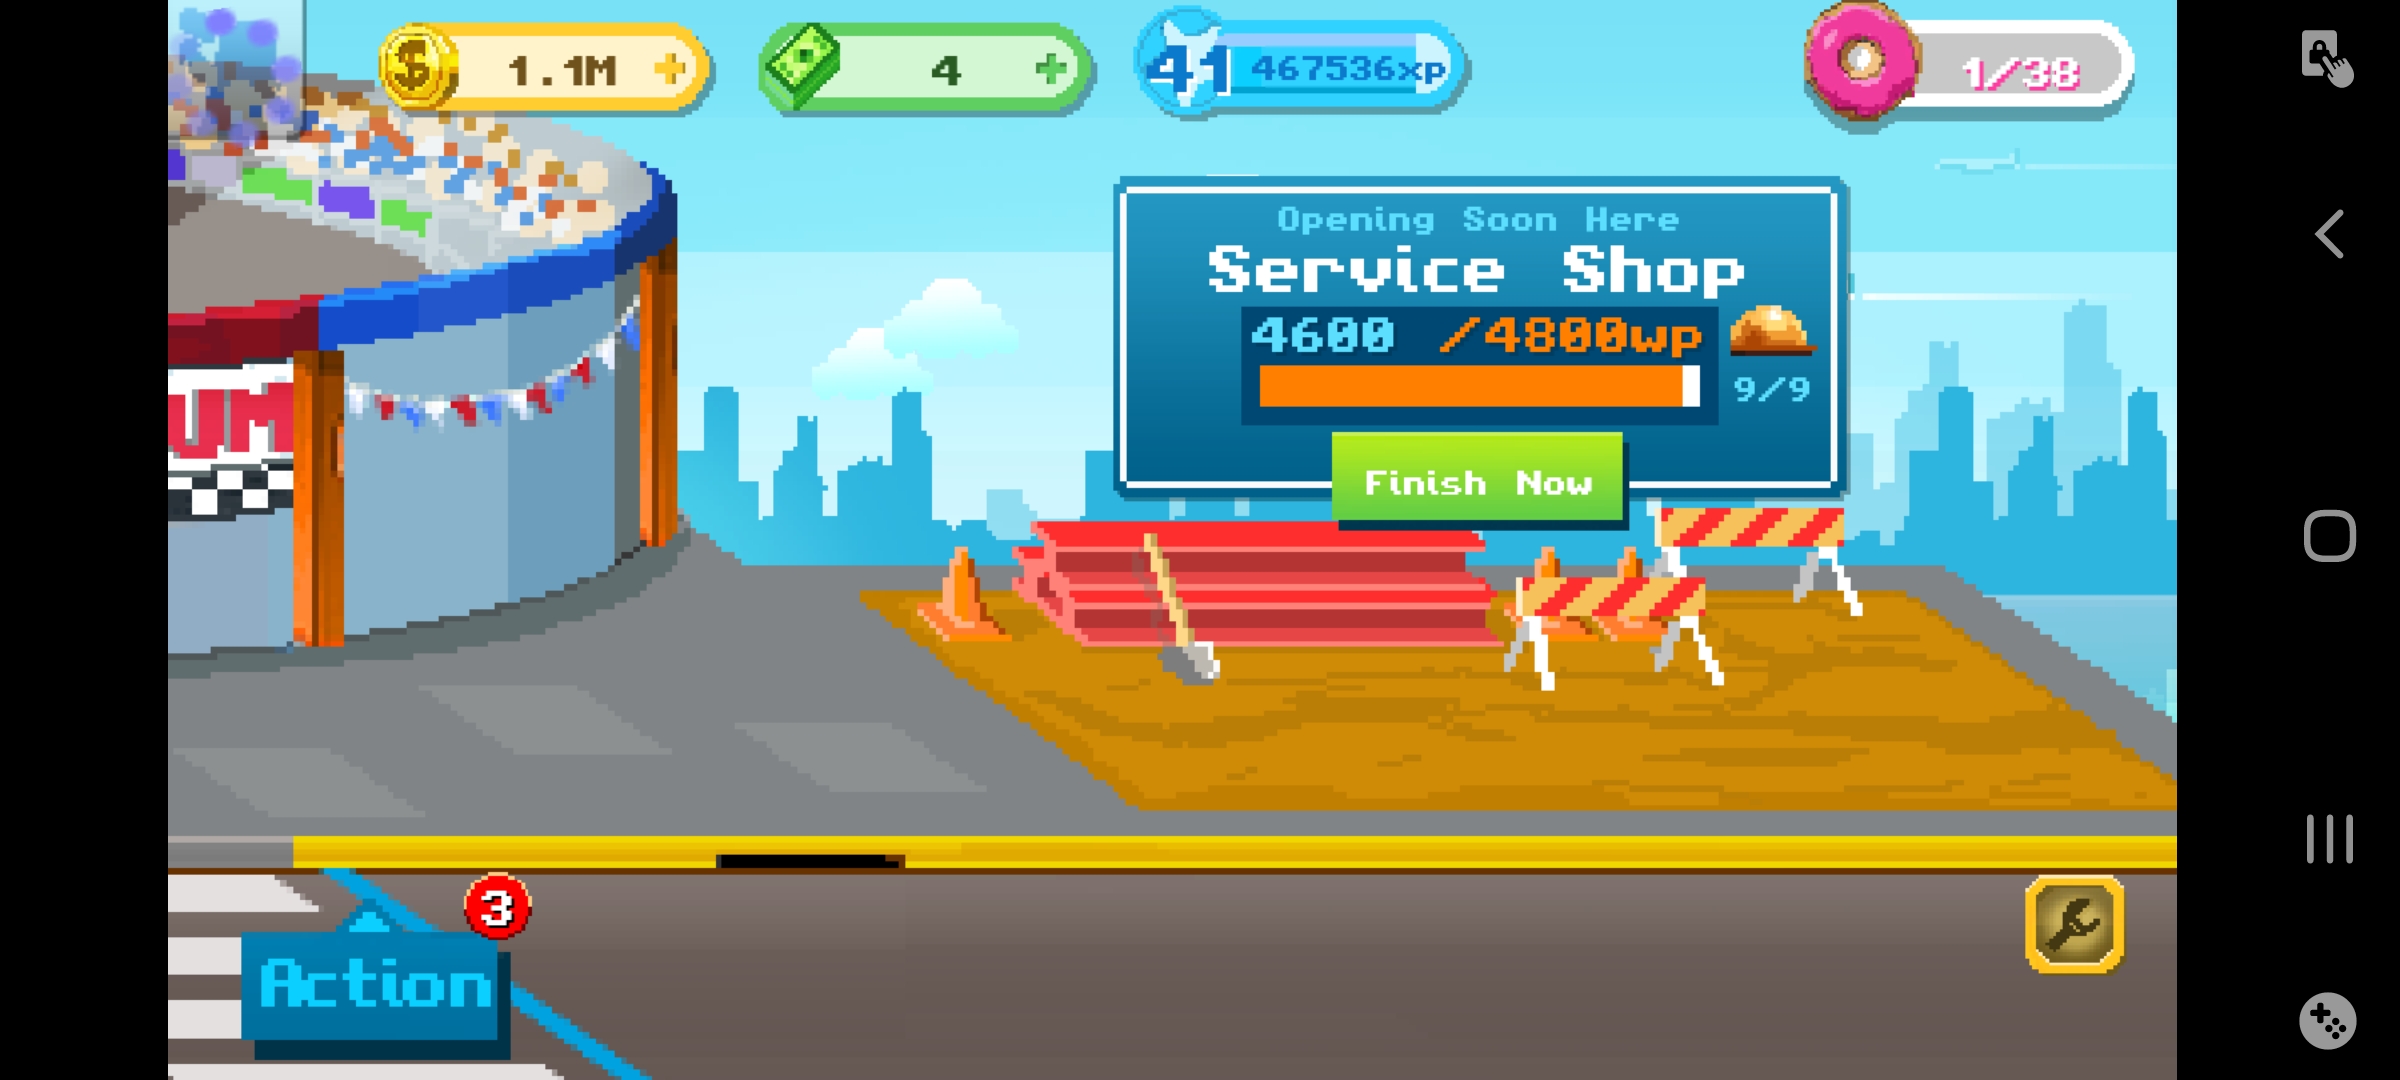 1.1M
4
41 467536xp
1/38
Opening Soon Here
Service Shop
4600 /4800wp
9/9
Finish Now
UM
3
Action